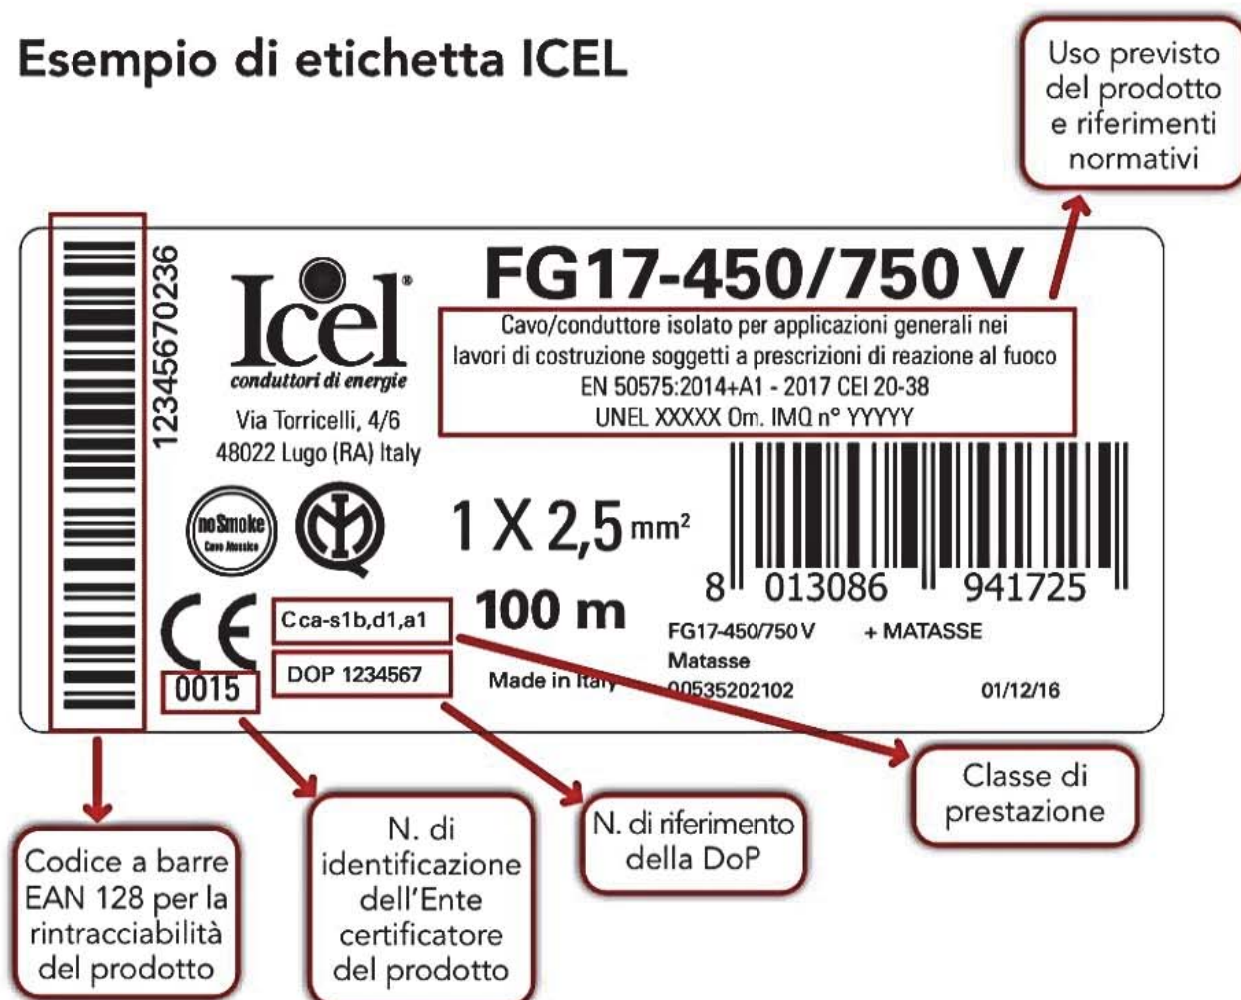 Esempio di etichetta ICEL
Uso previsto
del prodotto
e riferimenti
normativi
1234567670236
Icel®
conduttori di energie
Via Torricelli, 4/6
48022 Lugo (RA) Italy
FG17-450/750 V
Cavo/conduttore isolato per applicazioni generali nei
lavori di costruzione soggetti a prescrizioni di reazione al fuoco
EN 50575:2014+A1 - 2017 CEI 20-38
UNEL XXXXX Om. IMQ n° YYYYY
noSmoke
IMQ
1 X 2,5 mm²
8 013086 941725
CE
Cca-s1b,d1,a1
100 m
FG17-450/750 V + MATASSE
0015
DOP 1234567
Made in Italy
Matasse
00535202102 01/12/16
Codice a barre
EAN 128 per la
rintracciabilità
del prodotto
N. di
identificazione
dell'Ente
certificatore
del prodotto
N. di riferimento
della DoP
Classe di
prestazione